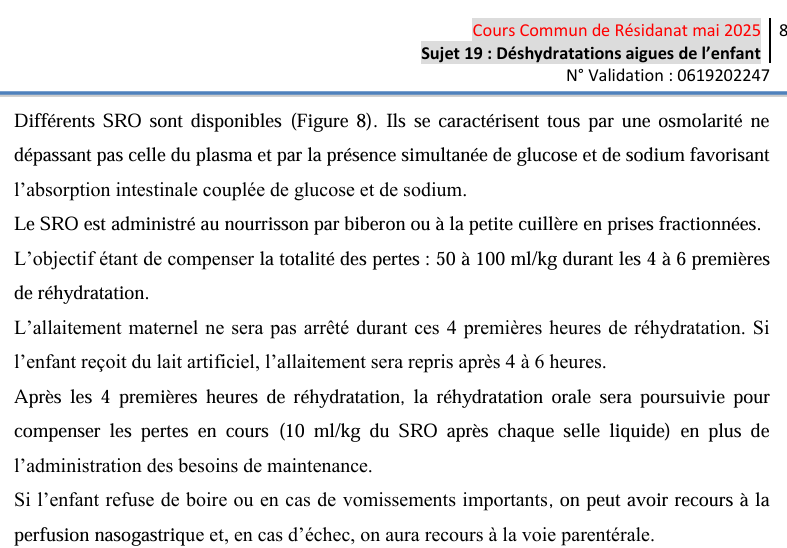 Cours Commun de Résidanat mai 2025
8
Sujet 19 : Déshydratations aigues de l’enfant
N° Validation : 0619202247
Différents SRO sont disponibles (Figure 8). Ils se caractérisent tous par une osmolarité ne
dépassant pas celle du plasma et par la présence simultanée de glucose et de sodium favorisant
l’absorption intestinale couplée de glucose et de sodium.
Le SRO est administré au nourrisson par biberon ou à la petite cuillère en prises fractionnées.
L’objectif étant de compenser la totalité des pertes : 50 à 100 ml/kg durant les 4 à 6 premières
de réhydratation.
L’allaitement maternel ne sera pas arrêté durant ces 4 premières heures de réhydratation. Si
l’enfant reçoit du lait artificiel, l’allaitement sera repris après 4 à 6 heures.
Après les 4 premières heures de réhydratation, la réhydratation orale sera poursuivie pour
compenser les pertes en cours (10 ml/kg du SRO après chaque selle liquide) en plus de
l’administration des besoins de maintenance.
Si l’enfant refuse de boire ou en cas de vomissements importants, on peut avoir recours à la
perfusion nasogastrique et, en cas d’échec, on aura recours à la voie parentérale.